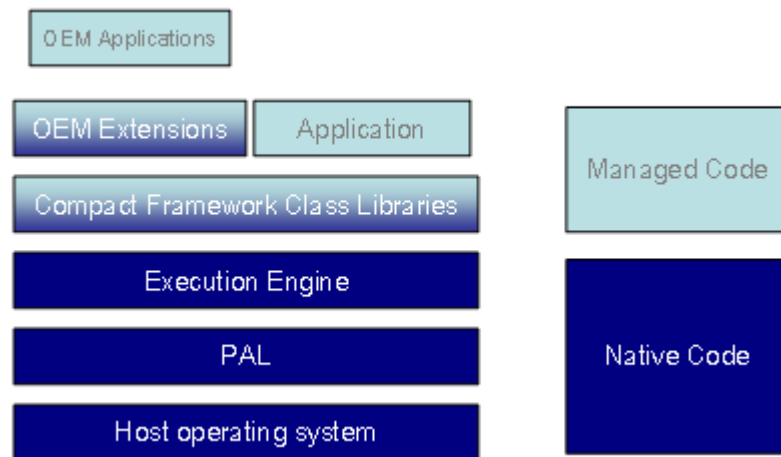 OEM Applications
OEM Extensions
Application
Compact Framework Class Libraries
Execution Engine
PAL
Host operating system
Managed Code
Native Code